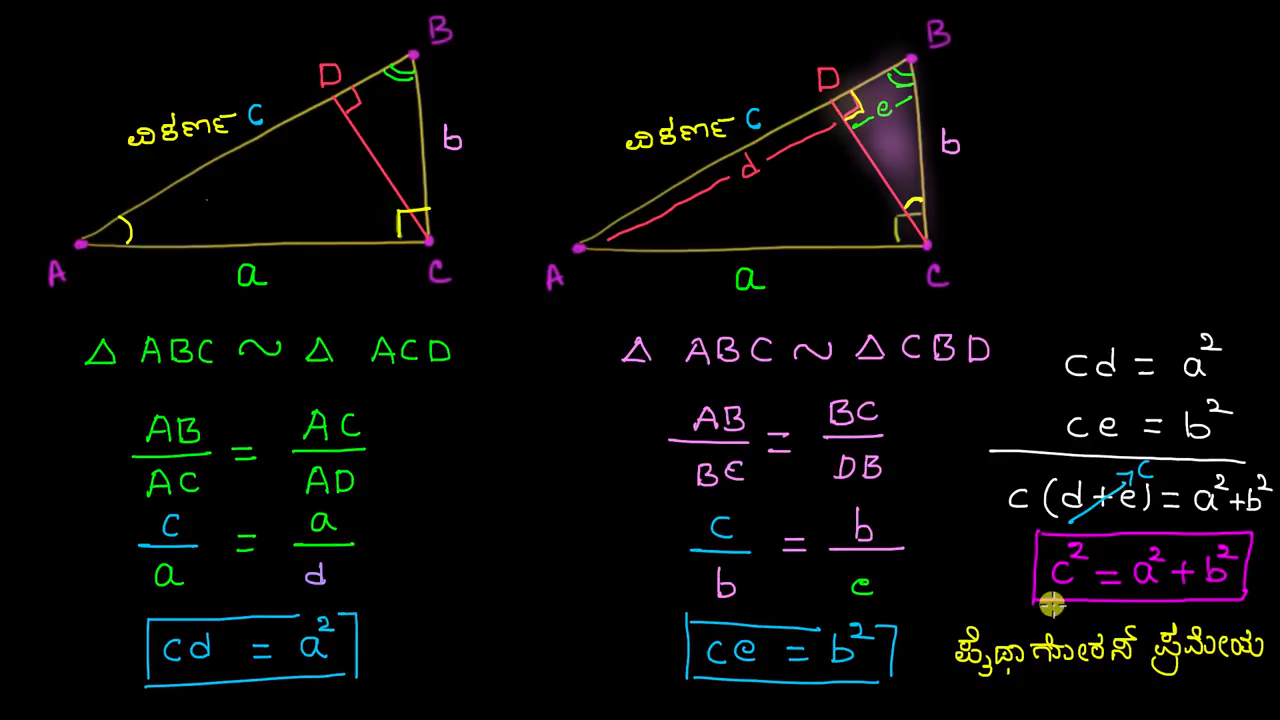 B
D
ವಿಕರ್ಣ c
b
A
a
C
△ ABC ~ △ ACD
AB/AC = AC/AD
c/a = a/d
cd = a²
B
D
e
ವಿಕರ್ಣ c
d
b
A
a
C
△ ABC ~ △ CBD
AB/BC = BC/DB
c/b = b/e
ce = b²
cd = a²
ce = b²
c
c (d+e) = a²+b²
c² = a² + b²
ಪೈಥಾಗೋರಸ್ ಪ್ರಮೇಯ